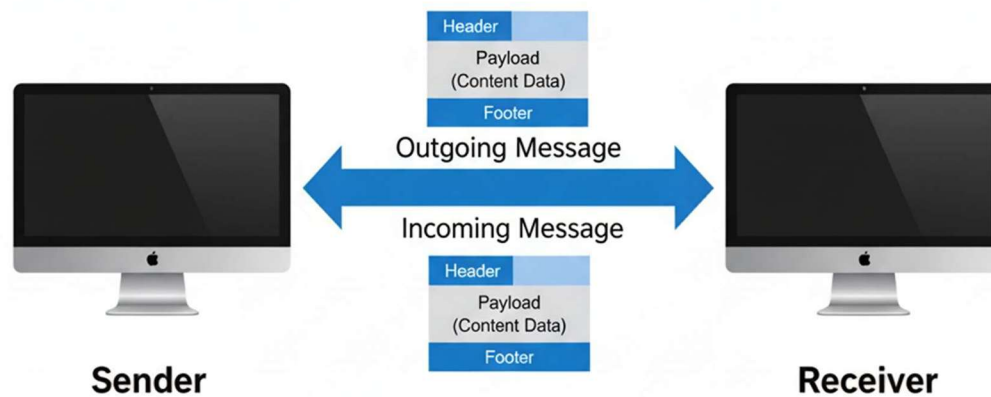 Header
Payload
(Content Data)
Footer
Outgoing Message
Incoming Message
Header
Payload
(Content Data)
Footer
Sender
Receiver